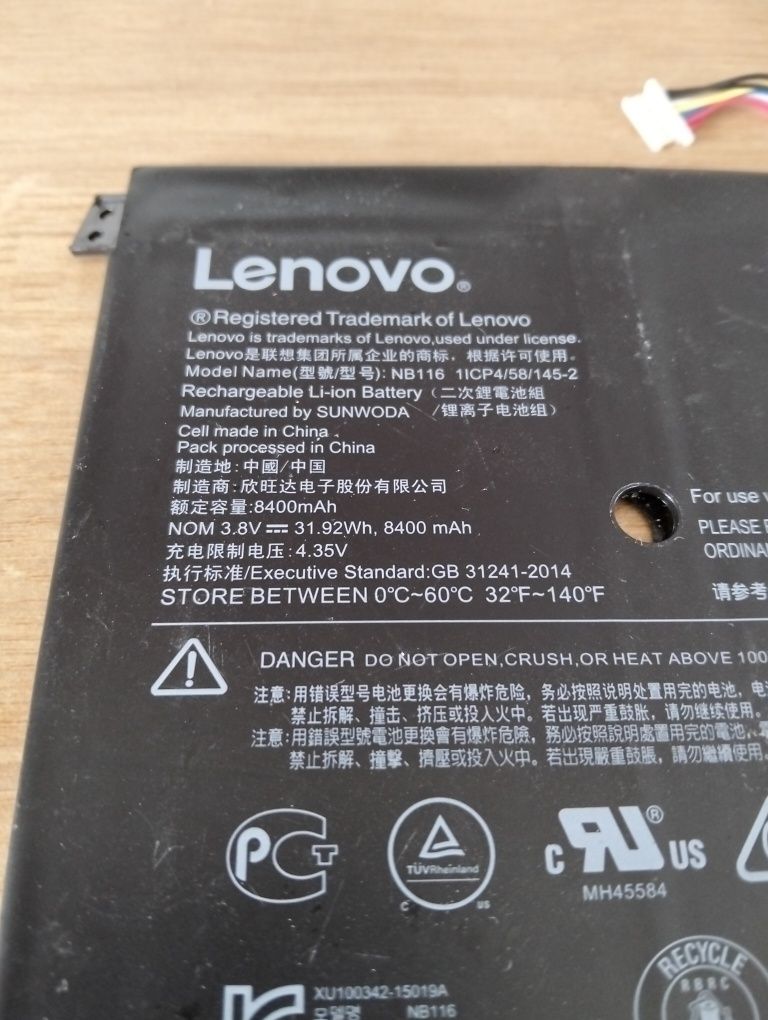 Lenovo®
®Registered Trademark of Lenovo
Lenovo is trademarks of Lenovo,used under license.
Lenovo是联想集团所属企业的商标，根据许可使用。
Model Name(型號/型号): NB116 1ICP4/58/145-2
Rechargeable Li-ion Battery (二次鋰電池組
Manufactured by SUNWODA /锂离子电池组)
Cell made in China
Pack processed in China
制造地:中國/中国
制造商:欣旺达电子股份有限公司
额定容量:8400mAh
NOM 3.8V⎓ 31.92Wh, 8400 mAh
充电限制电压:4.35V
执行标准/Executive Standard:GB 31241-2014
STORE BETWEEN 0℃~60℃ 32℉~140℉
For use
PLEASE
ORDINA
请参考
DANGER DO NOT OPEN,CRUSH,OR HEAT ABOVE 100
注意:用错误型号电池更换会有爆炸危险，务必按照说明处置用完的电池，电
禁止拆解、撞击、挤压或投入火中。若出现严重鼓胀，请勿继续使用。
注意:用錯誤型號電池更換會有爆炸危險，務必按照說明處置用完的電池，
禁止拆解、撞擊、擠壓或投入火中。若出現嚴重鼓脹，請勿繼續使用。
PCT
TÜVRheinland
C US
C RU® US
MH45584
RECYCLE
RBRC
XU100342-15019A
모델명 NB116